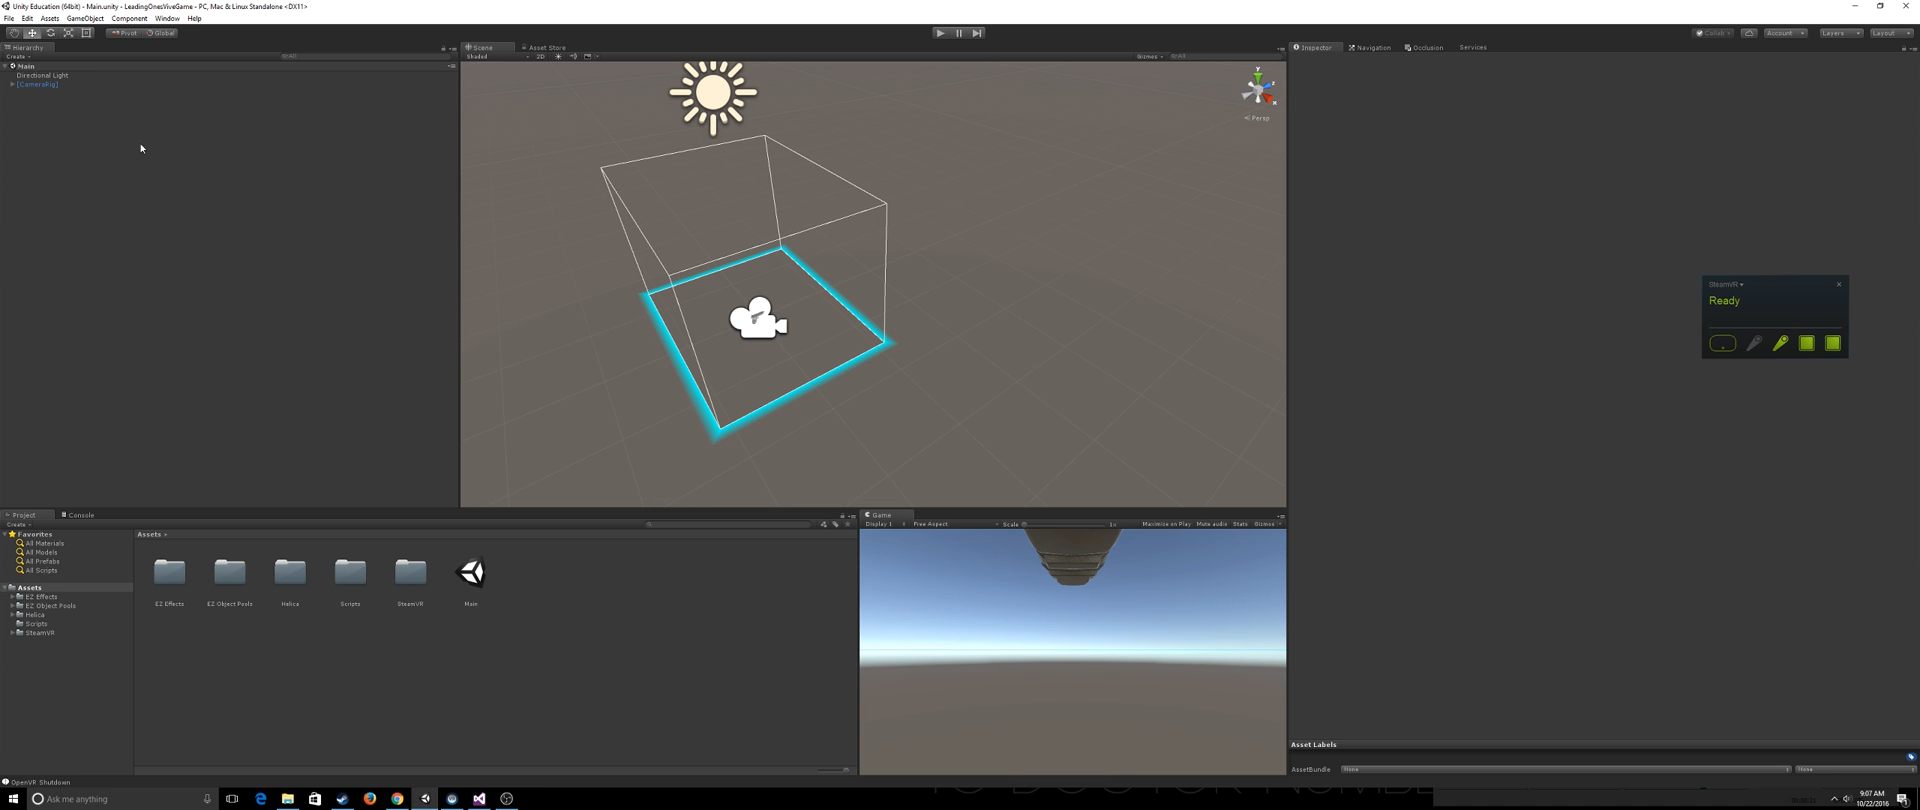 Unity Education (64bit) - Main.unity - LeadingOnesViveGame - PC, Mac & Linux Standalone <DX11>
File Edit Assets GameObject Component Window Help
Pivot Global
Collab Account Layers Layout
Hierarchy
Create All
Main
Directional Light
[CameraRig]
Scene Asset Store
Shaded 2D Gizmos All
Y
Z
X
Persp
Inspector Navigation Occlusion Services
SteamVR
Ready
Project Console
Create
Favorites
All Materials
All Models
All Prefabs
All Scripts
Assets
EZ Effects
EZ Object Pools
Helica
Scripts
SteamVR
Assets
EZ Effects EZ Object Pools Helica Scripts SteamVR Main
Game
Display 1 Free Aspect Scale 1x Maximize on Play Mute audio Stats Gizmos
Asset Labels
AssetBundle None None
OpenVR Shutdown
Ask me anything
9:07 AM
10/22/2016